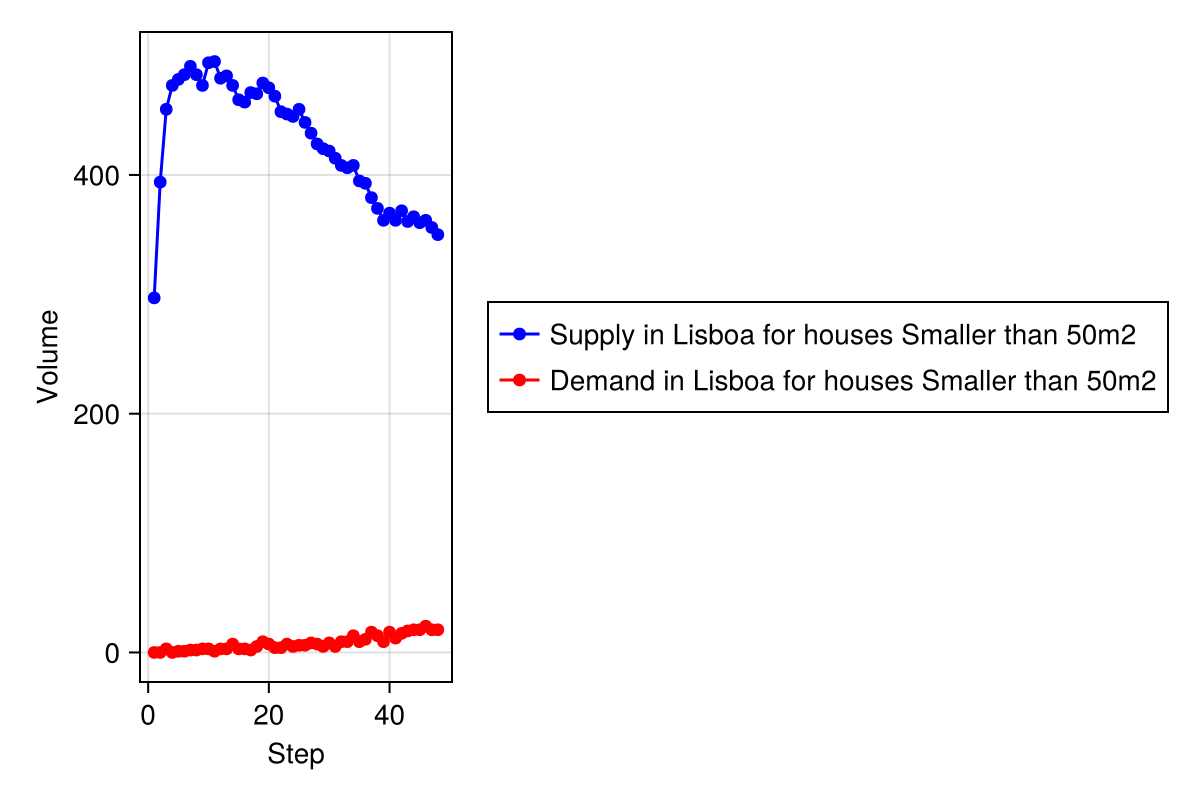 Volume
400
200
0
0 20 40
Step
Supply in Lisboa for houses Smaller than 50m2
Demand in Lisboa for houses Smaller than 50m2